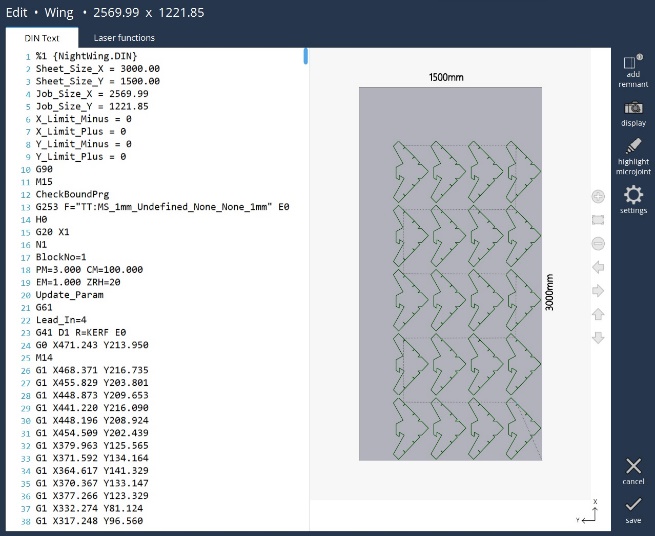 Edit • Wing • 2569.99 x 1221.85
DIN Text
Laser functions
1 %1 {NightWing.DIN}
2 Sheet_Size_X = 3000.00
3 Sheet_Size_Y = 1500.00
4 Job_Size_X = 2569.99
5 Job_Size_Y = 1221.85
6 X_Limit_Minus = 0
7 X_Limit_Plus = 0
8 Y_Limit_Minus = 0
9 Y_Limit_Plus = 0
10 G90
11 M15
12 CheckBoundPrg
13 G253 F="TT:MS_1mm_Undefined_None_None_1mm" E0
14 H0
15 G20 X1
16 N1
17 BlockNo=1
18 PM=3.000 CM=100.000
19 EM=1.000 ZRH=20
20 Update_Param
21 G61
22 Lead_In=4
23 G41 D1 R=KERF E0
24 G0 X471.243 Y213.950
25 M14
26 G1 X468.371 Y216.735
27 G1 X455.829 Y203.801
28 G1 X448.873 Y209.653
29 G1 X441.220 Y216.090
30 G1 X448.196 Y208.924
31 G1 X454.509 Y202.439
32 G1 X379.963 Y125.565
33 G1 X371.592 Y134.164
34 G1 X364.617 Y141.329
35 G1 X370.367 Y133.147
36 G1 X377.266 Y123.329
37 G1 X332.274 Y81.124
38 G1 X317.248 Y96.560
1500mm
3000mm
X
Y
add
remnant
display
highlight
microjoint
settings
cancel
save